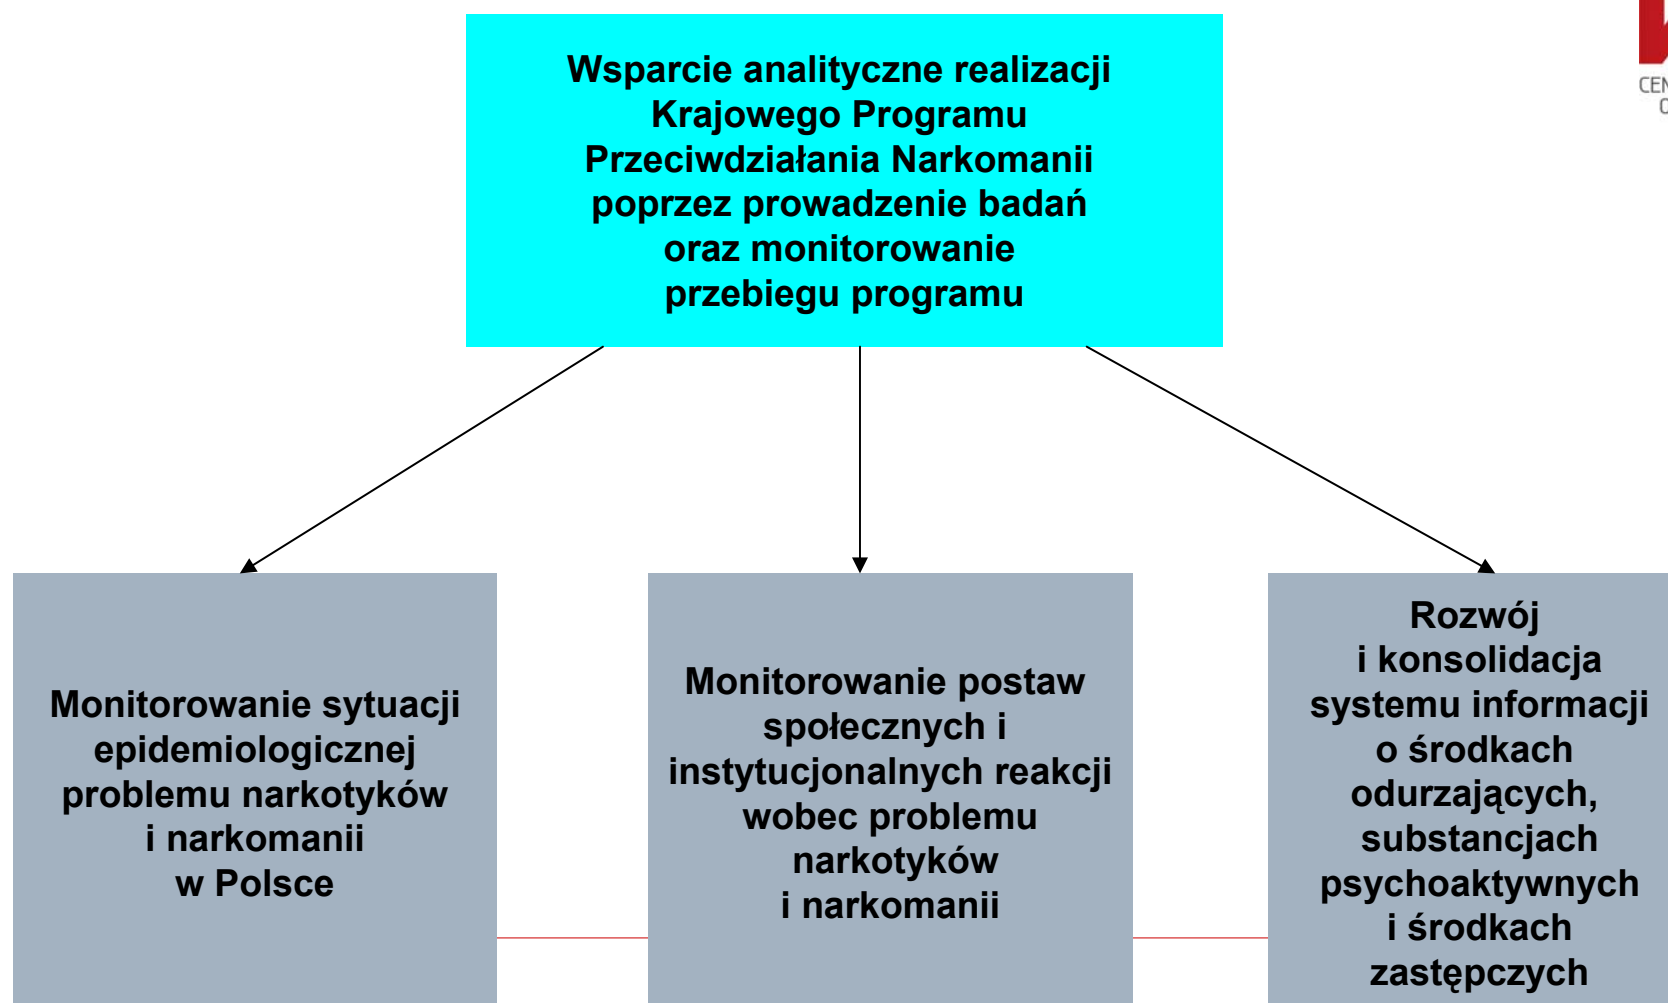 Wsparcie analityczne realizacji
Krajowego Programu
Przeciwdziałania Narkomanii
poprzez prowadzenie badań
oraz monitorowanie
przebiegu programu
Monitorowanie sytuacji
epidemiologicznej
problemu narkotyków
i narkomanii
w Polsce
Monitorowanie postaw
społecznych i
instytucjonalnych reakcji
wobec problemu
narkotyków
i narkomanii
Rozwój
i konsolidacja
systemu informacji
o środkach
odurzających,
substancjach
psychoaktywnych
i środkach
zastępczych